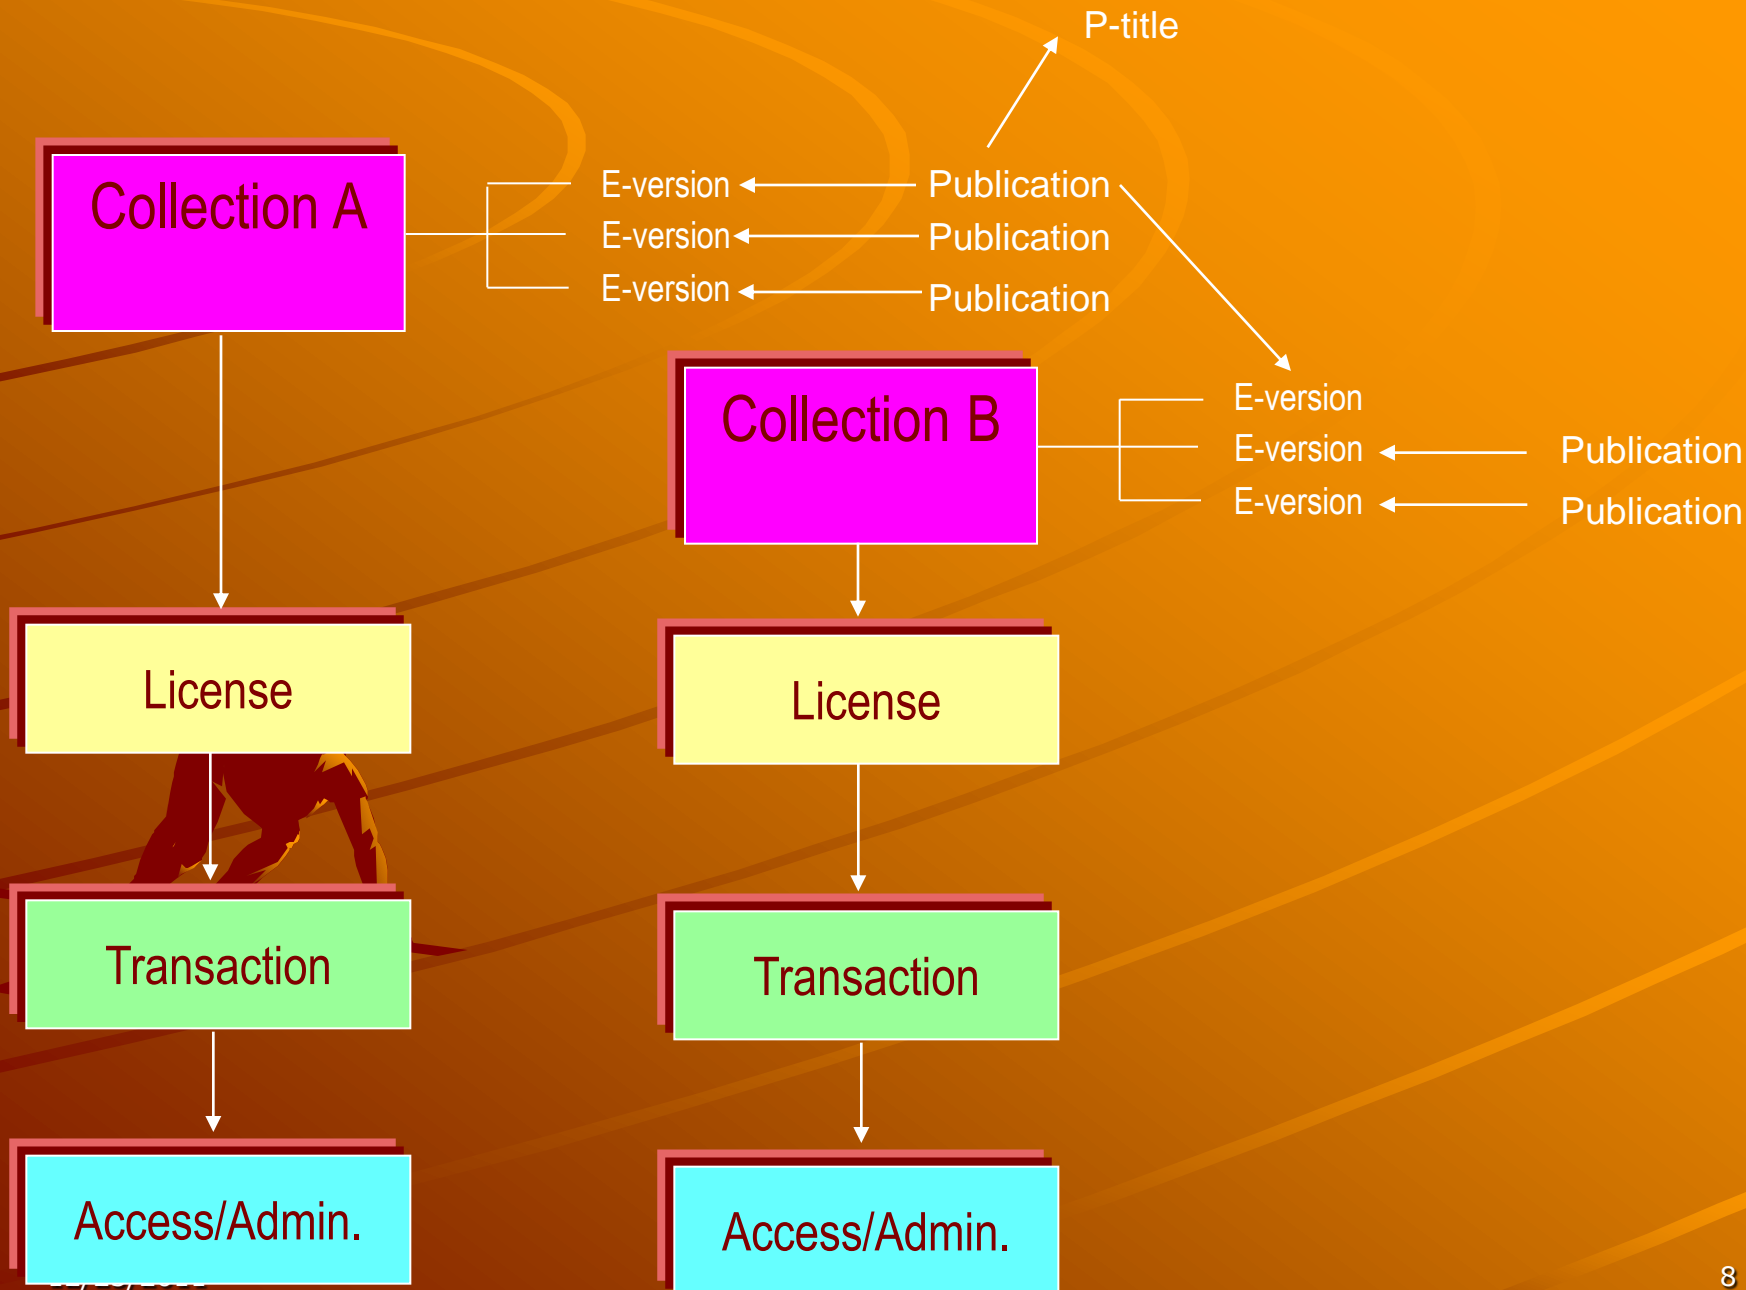 P-title
Collection A
E-version
Publication
E-version
Publication
E-version
Publication
Collection B
E-version
E-version
Publication
E-version
Publication
License
License
Transaction
Transaction
Access/Admin.
Access/Admin.
8